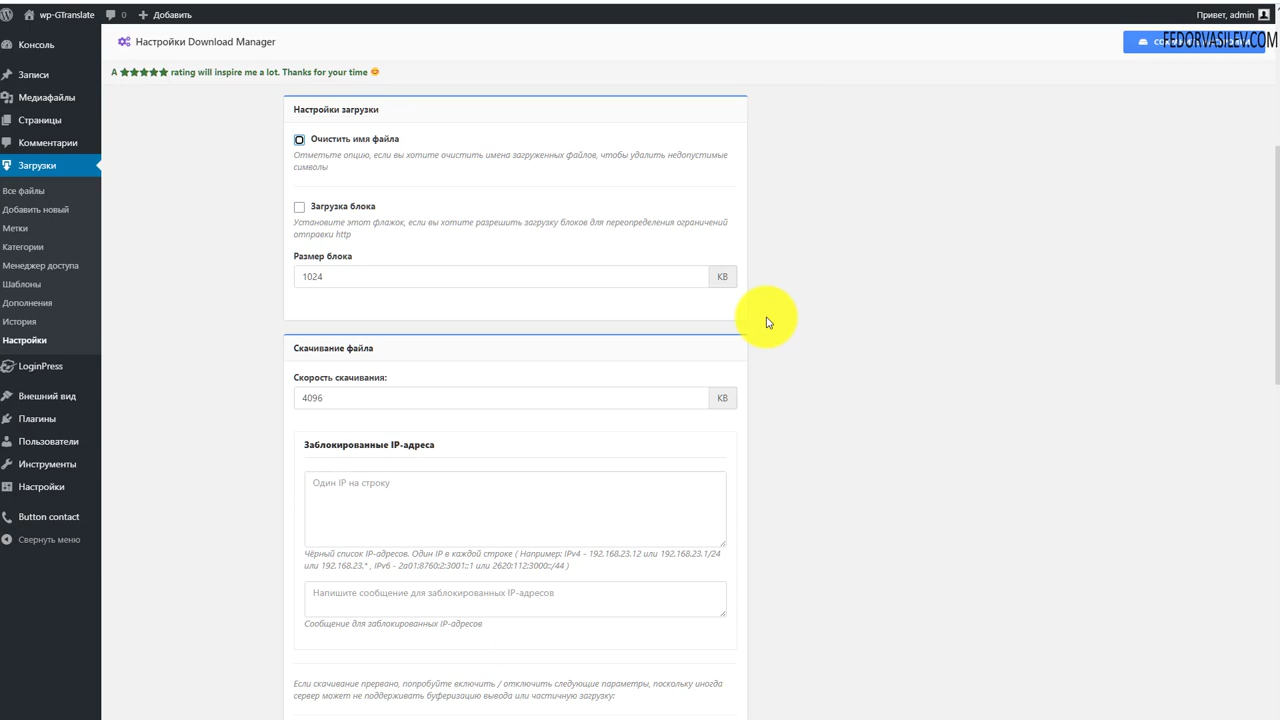 wp-GTranslate 0 Добавить Привет, admin
Настройки Download Manager
FEDORVASILEV.COM
A ★★★★★ rating will inspire me a lot. Thanks for your time 😊
Консоль
Записи
Медиафайлы
Страницы
Комментарии
Загрузки
Все файлы
Добавить новый
Метки
Категории
Менеджер доступа
Шаблоны
Дополнения
История
Настройки
LoginPress
Внешний вид
Плагины
Пользователи
Инструменты
Настройки
Button contact
Свернуть меню
Настройки загрузки
Очистить имя файла
Отметьте опцию, если вы хотите очистить имена загруженных файлов, чтобы удалить недопустимые
символы
Загрузка блока
Установите этот флажок, если вы хотите разрешить загрузку блоков для переопределения ограничений
отправки http
Размер блока
1024 KB
Скачивание файла
Скорость скачивания:
4096 KB
Заблокированные IP-адреса
Один IP на строку
Чёрный список IP-адресов. Один IP в каждой строке ( Например: IPv4 - 192.168.23.12 или 192.168.23.1/24
или 192.168.23.* , IPv6 - 2a01:8760:2:3001::1 или 2620:112:3000::/44 )
Напишите сообщение для заблокированных IP-адресов
Сообщение для заблокированных IP-адресов
Если скачивание прервано, попробуйте включить / отключить следующие параметры, поскольку иногда
сервер может не поддерживать буферизацию вывода или частичную загрузку: